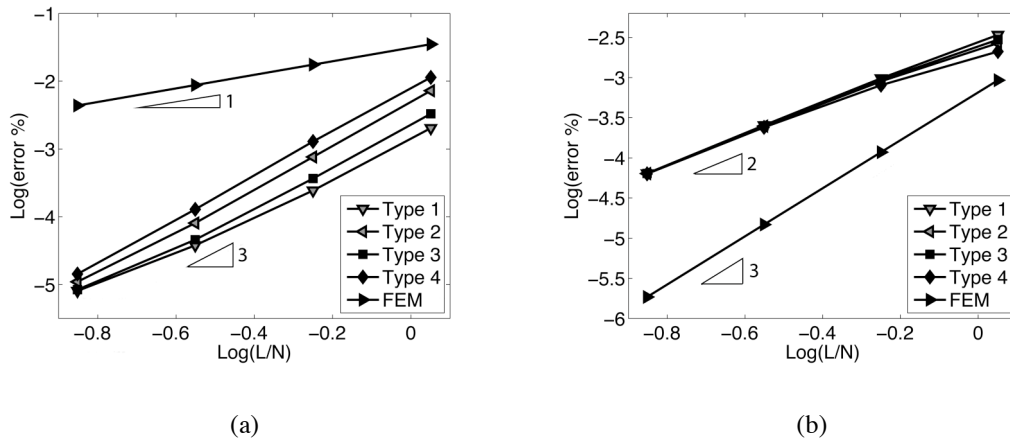 −1
−2
−3
−4
−5
Log(error %)
1
3
Type 1
Type 2
Type 3
Type 4
FEM
−0.8
−0.6
−0.4
−0.2
0
Log(L/N)
(a)
−2.5
−3
−3.5
−4
−4.5
−5
−5.5
−6
Log(error %)
2
3
Type 1
Type 2
Type 3
Type 4
FEM
−0.8
−0.6
−0.4
−0.2
0
Log(L/N)
(b)